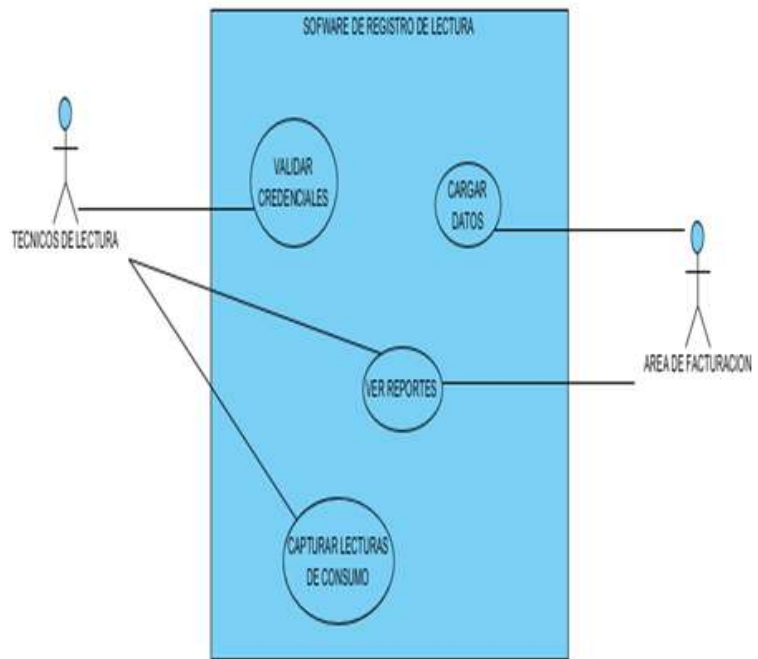 SOFWARE DE REGISTRO DE LECTURA
VALIDAR
CREDENCIALES
CARGAR
DATOS
TECNICOS DE LECTURA
AREA DE FACTURACION
VER REPORTES
CAPTURAR LECTURAS
DE CONSUMO